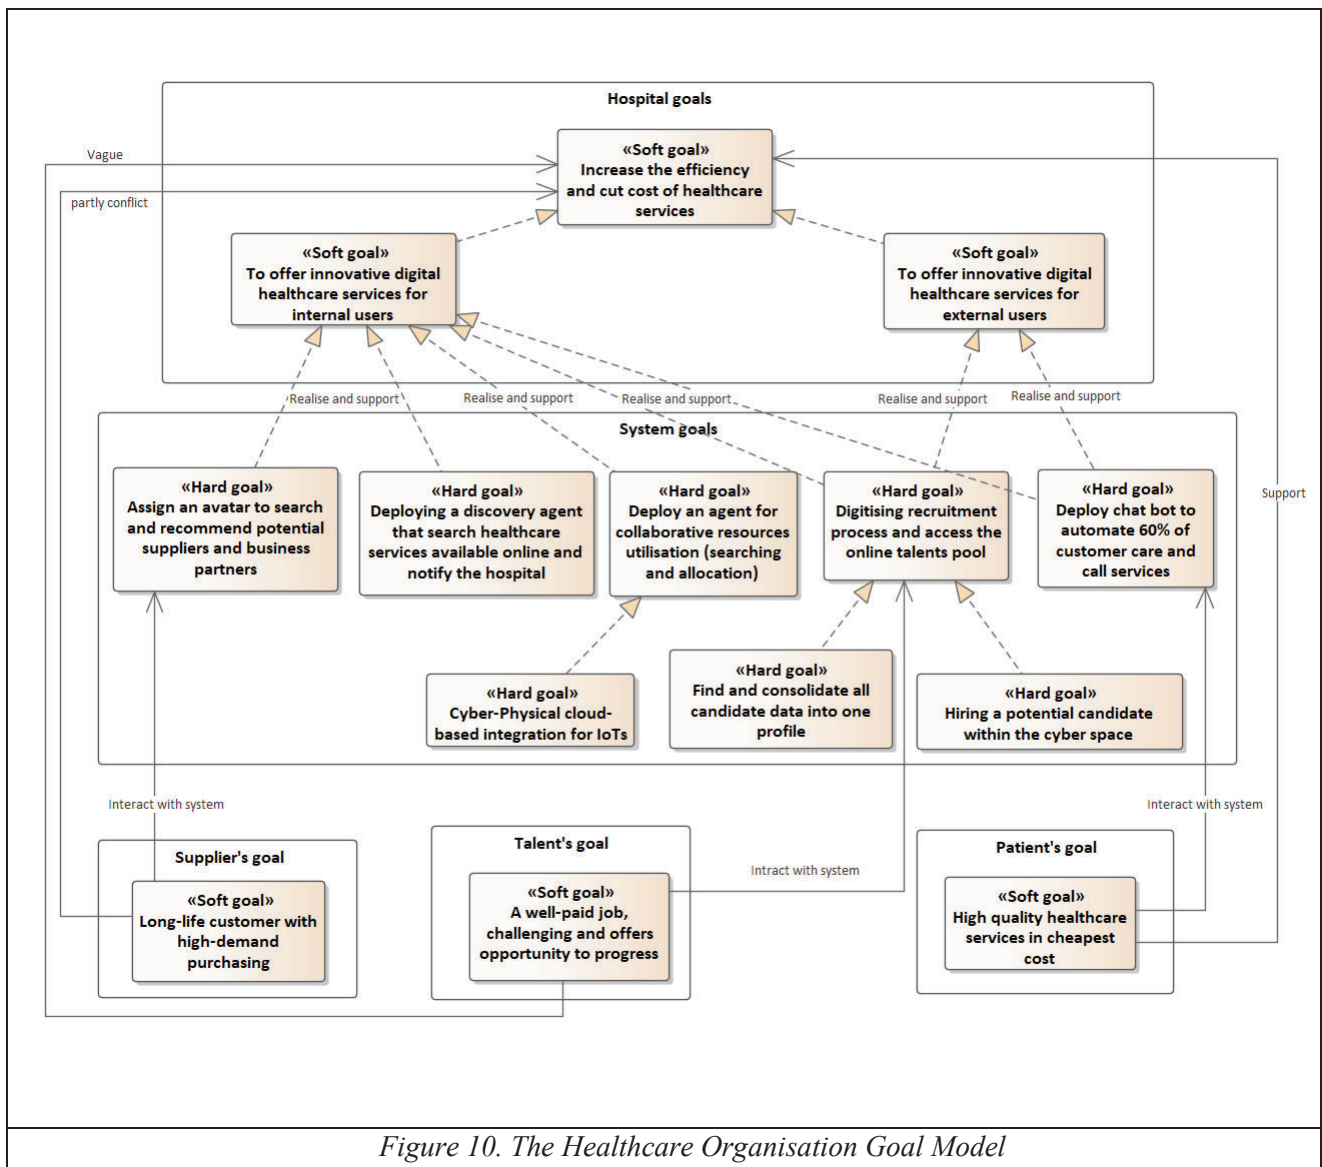 Hospital goals
«Soft goal»
Increase the efficiency
and cut cost of healthcare
services
Vague
partly conflict
«Soft goal»
To offer innovative digital
healthcare services for
internal users
«Soft goal»
To offer innovative digital
healthcare services for
external users
Realise and support
Realise and support
Realise and support
Realise and support
Realise and support
System goals
«Hard goal»
Assign an avatar to search
and recommend potential
suppliers and business
partners
«Hard goal»
Deploying a discovery agent
that search healthcare
services available online and
notify the hospital
«Hard goal»
Deploy an agent for
collaborative resources
utilisation (searching
and allocation)
«Hard goal»
Digitising recruitment
process and access the
online talents pool
«Hard goal»
Deploy chat bot to
automate 60% of
customer care and
call services
Support
«Hard goal»
Cyber-Physical cloud-
based integration for IoTs
«Hard goal»
Find and consolidate all
candidate data into one
profile
«Hard goal»
Hiring a potential candidate
within the cyber space
Interact with system
Interact with system
Supplier's goal
«Soft goal»
Long-life customer with
high-demand
purchasing
Talent's goal
«Soft goal»
A well-paid job,
challenging and offers
opportunity to progress
Intract with system
Patient's goal
«Soft goal»
High quality healthcare
services in cheapest
cost
Figure 10. The Healthcare Organisation Goal Model